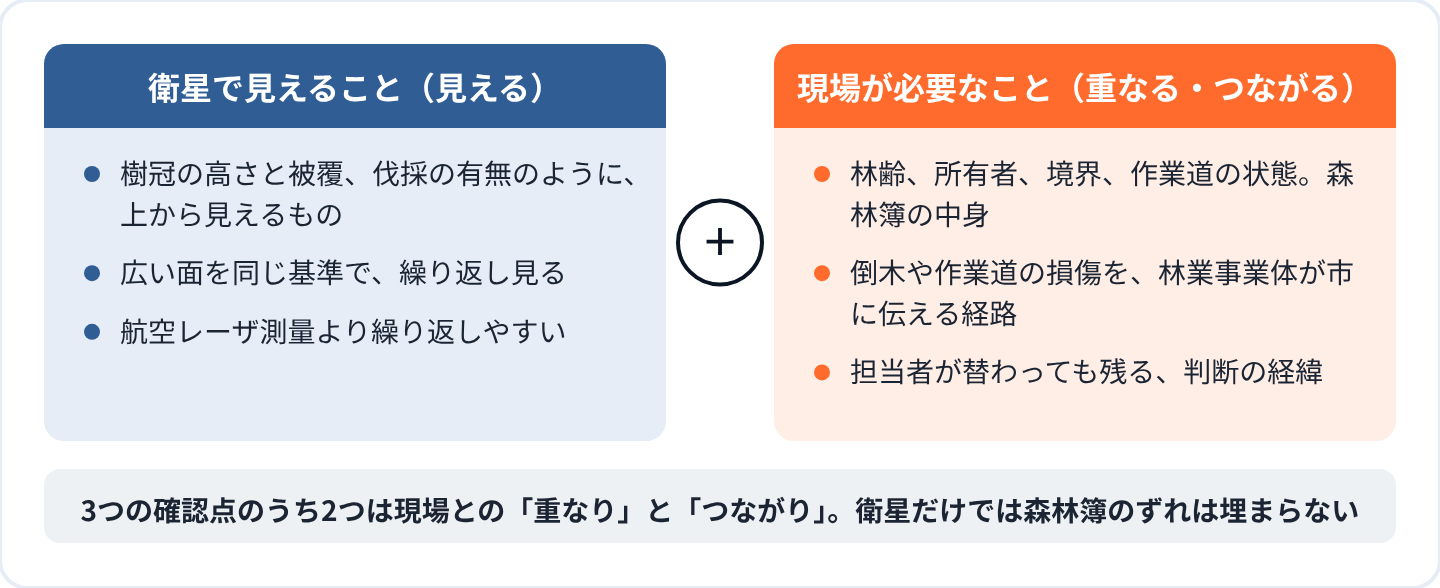 衛星で見えること（見える）
樹冠の高さと被覆、伐採の有無のように、
上から見えるもの
広い面を同じ基準で、繰り返し見る
航空レーザ測量より繰り返しやすい
+
現場が必要なこと（重なる・つながる）
林齢、所有者、境界、作業道の状態。森
林簿の中身
倒木や作業道の損傷を、林業事業体が市
に伝える経路
担当者が替わっても残る、判断の経緯
3つの確認点のうち2つは現場との「重なり」と「つながり」。衛星だけでは森林簿のずれは埋まらない